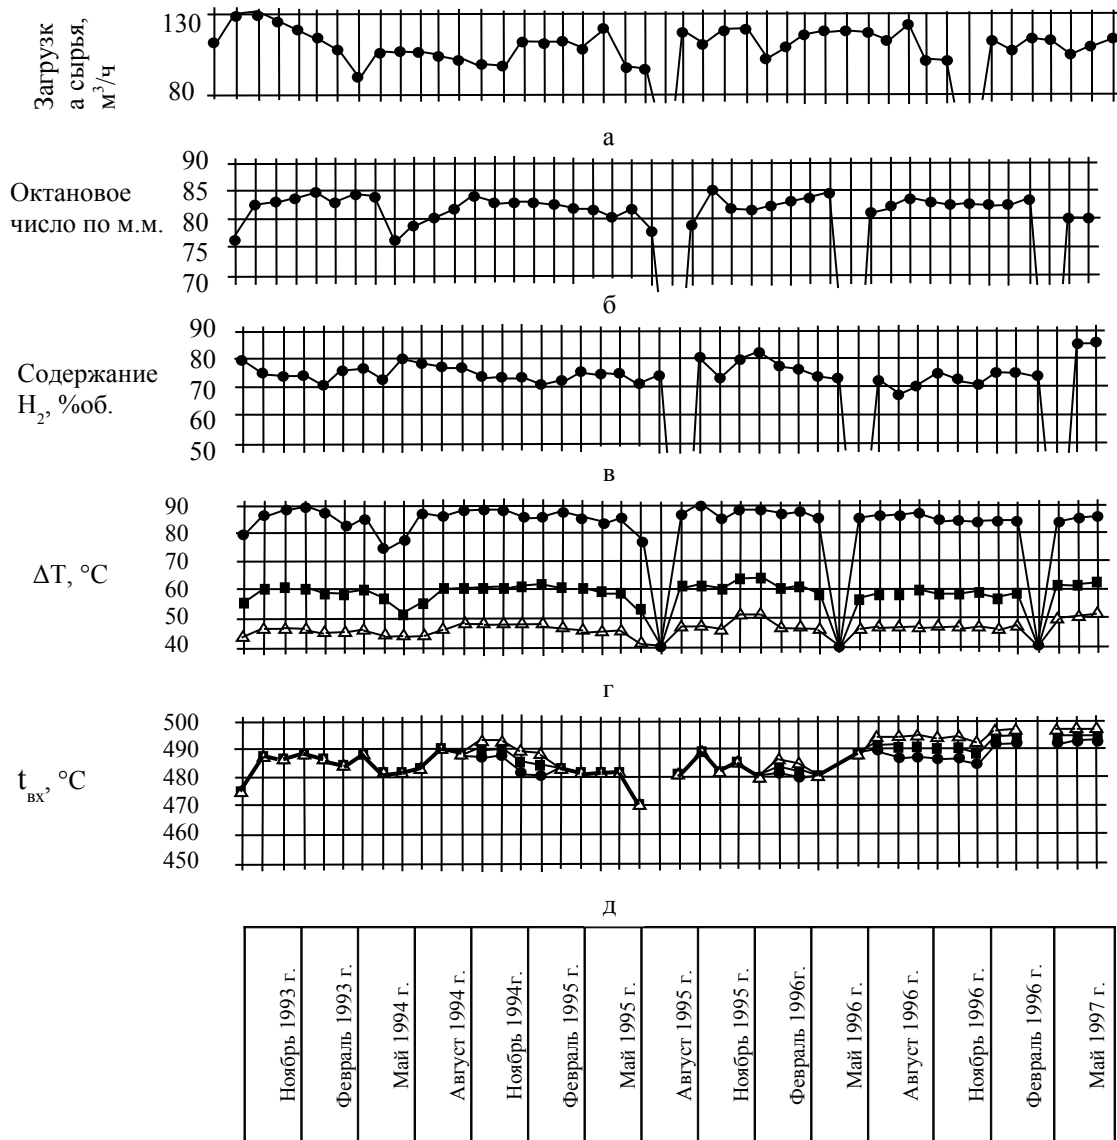 130
Загрузк
а сырья,
м³/ч
80
а
90
85
80
75
70
Октановое
число по м.м.
б
90
80
70
60
50
Содержание
H₂, %об.
в
90
80
70
60
50
40
ΔT, °C
г
500
490
480
470
460
450
tвх, °C
д
Ноябрь 1993 г.
Февраль 1993 г.
Май 1994 г.
Август 1994 г.
Ноябрь 1994г.
Февраль 1995 г.
Май 1995 г.
Август 1995 г.
Ноябрь 1995 г.
Февраль 1996г.
Май 1996 г.
Август 1996 г.
Ноябрь 1996 г.
Февраль 1996 г.
Май 1997 г.